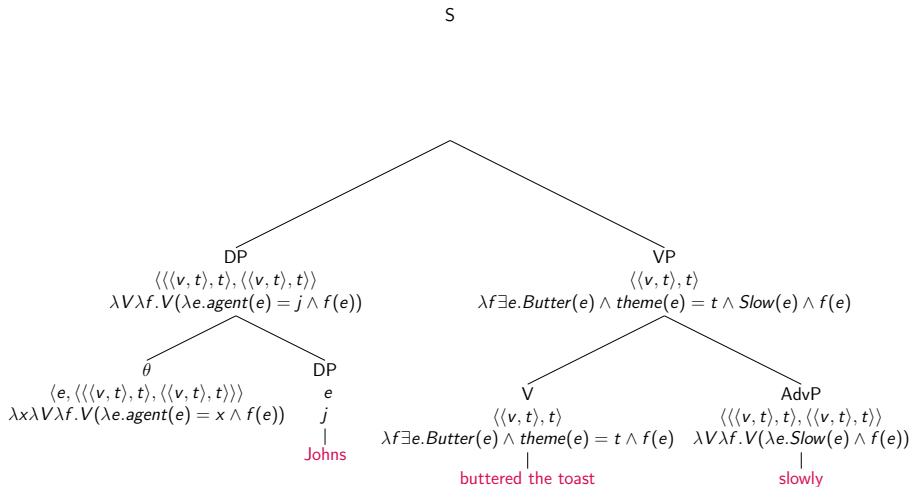 S
DP VP
⟨⟨⟨v, t⟩, t⟩, ⟨⟨v, t⟩, t⟩⟩ ⟨⟨v, t⟩, t⟩
λVλf.V(λe.agent(e) = j ∧ f(e)) λf∃e.Butter(e) ∧ theme(e) = t ∧ Slow(e) ∧ f(e)
θ DP
⟨e, ⟨⟨⟨v, t⟩, t⟩, ⟨⟨v, t⟩, t⟩⟩⟩ e
λxλVλf.V(λe.agent(e) = x ∧ f(e)) j
Johns
V AdvP
⟨⟨v, t⟩, t⟩ ⟨⟨⟨v, t⟩, t⟩, ⟨⟨v, t⟩, t⟩⟩
λf∃e.Butter(e) ∧ theme(e) = t ∧ f(e) λVλf.V(λe.Slow(e) ∧ f(e))
buttered the toast slowly